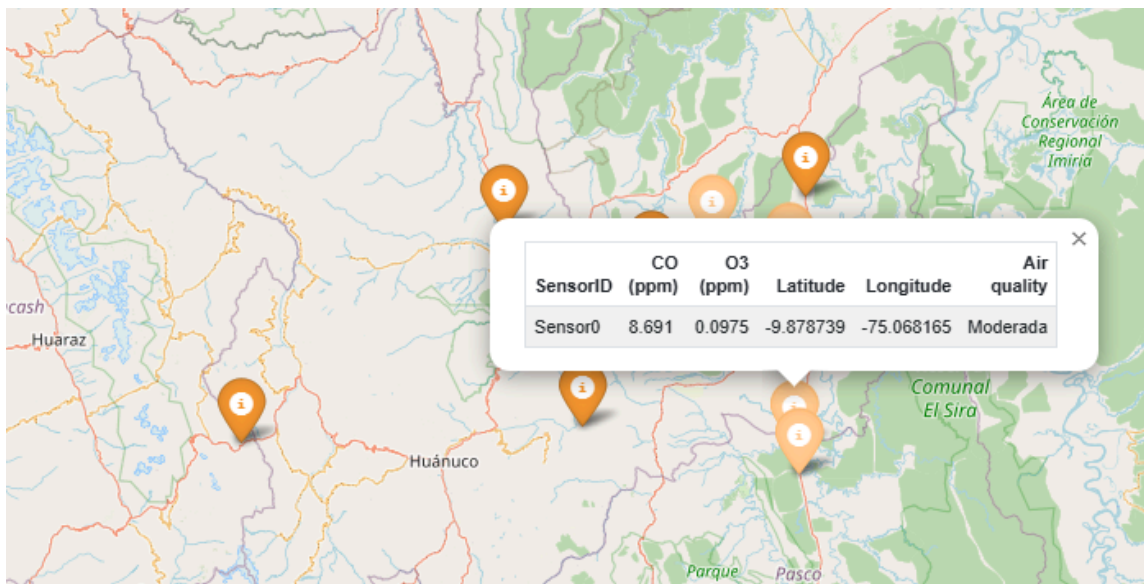 Área de
Conservación
Regional
Imiria
×
CO O3 Air
SensorID (ppm) (ppm) Latitude Longitude quality
Sensor0 8.691 0.0975 -9.878739 -75.068165 Moderada
cash
Huaraz
Comunal
El Sira
Huánuco
Parque
Pasco